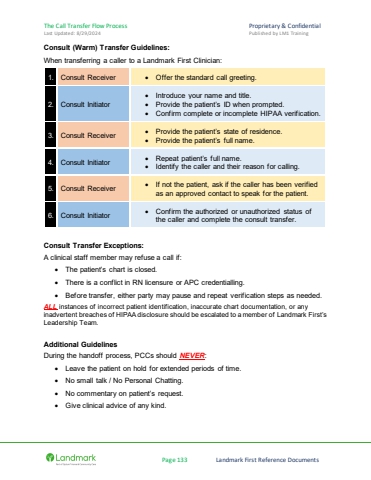 The Call Transfer Flow Process
Proprietary & Confidential
Last updated: 8/29/2024
Published by LML Training
Consult (Warm) Transfer Guidelines:
When transferring a caller to a Landmark First Clinician:
1. Consult Receiver • Offer the standard call greeting.
2. Consult Initiator • Introduce your name and title.
• Provide the patient's ID when prompted.
• Confirm complete or incomplete HIPAA verification.
3. Consult Receiver • Provide the patient's state of residence.
• Provide the patient's full name.
4. Consult Initiator • Repeat patient's full name.
• Identify the caller and their reason for calling.
5. Consult Receiver • If not the patient, ask if the caller has been verified
as an approved contact to speak for the patient.
6. Consult Initiator • Confirm the authorized or unauthorized status of
the caller and complete the consult transfer.
Consult Transfer Exceptions:
A clinical staff member may refuse a call if:
• The patient's chart is closed.
• There is a conflict in RN licensure or APC credentialing.
• Before transfer, either party may pause and repeat verification steps as needed.
ALL instances of incorrect patient identification, inaccurate chart documentation, or any
inadvertent breaches of HIPAA disclosure should be escalated to a member of Landmark First's
Leadership Team.
Additional Guidelines
During the handoff process, PCCs should NEVER:
• Leave the patient on hold for extended periods of time.
• No small talk / No Personal Chatting.
• No commentary on patient's request.
• Give clinical advice of any kind.
Landmark
Page 133
Landmark First Reference Documents